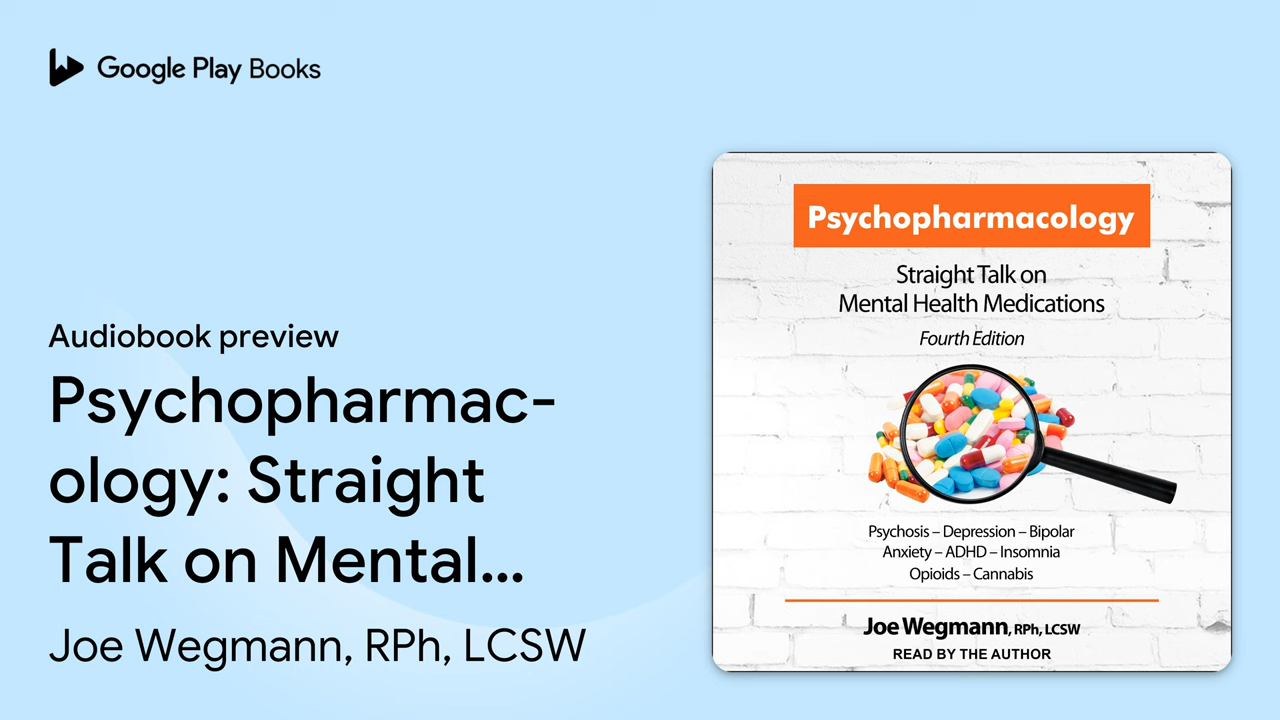 Google Play Books
Audiobook preview
Psychopharmac-
ology: Straight
Talk on Mental...
Joe Wegmann, RPh, LCSW
Psychopharmacology
Straight Talk on
Mental Health Medications
Fourth Edition
Psychosis – Depression – Bipolar
Anxiety – ADHD – Insomnia
Opioids – Cannabis
Joe Wegmann, RPh, LCSW
READ BY THE AUTHOR